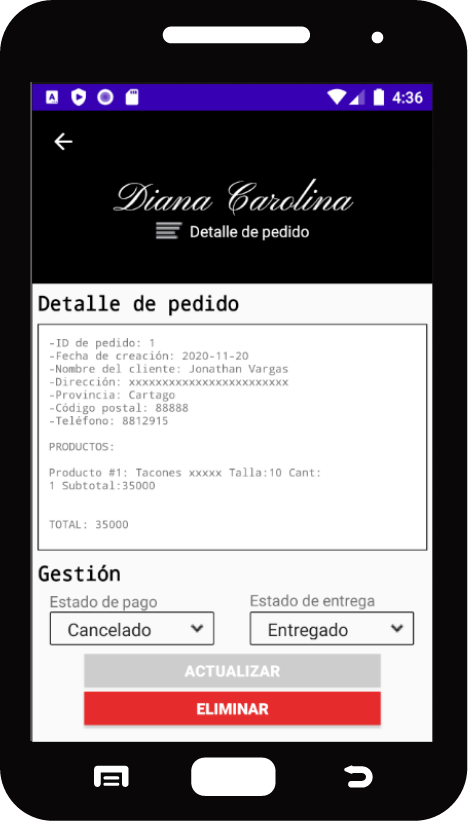 4:36
Diana Carolina
Detalle de pedido
Detalle de pedido
-ID de pedido: 1
-Fecha de creación: 2020-11-20
-Nombre del cliente: Jonathan Vargas
-Dirección: xxxxxxxxxxxxxxxxxxxxxxxx
-Provincia: Cartago
-Código postal: 88888
-Teléfono: 8812915
PRODUCTOS:
Producto #1: Tacones xxxxx Talla:10 Cant:
1 Subtotal:35000
TOTAL: 35000
Gestión
Estado de pago Estado de entrega
Cancelado Entregado
ACTUALIZAR
ELIMINAR